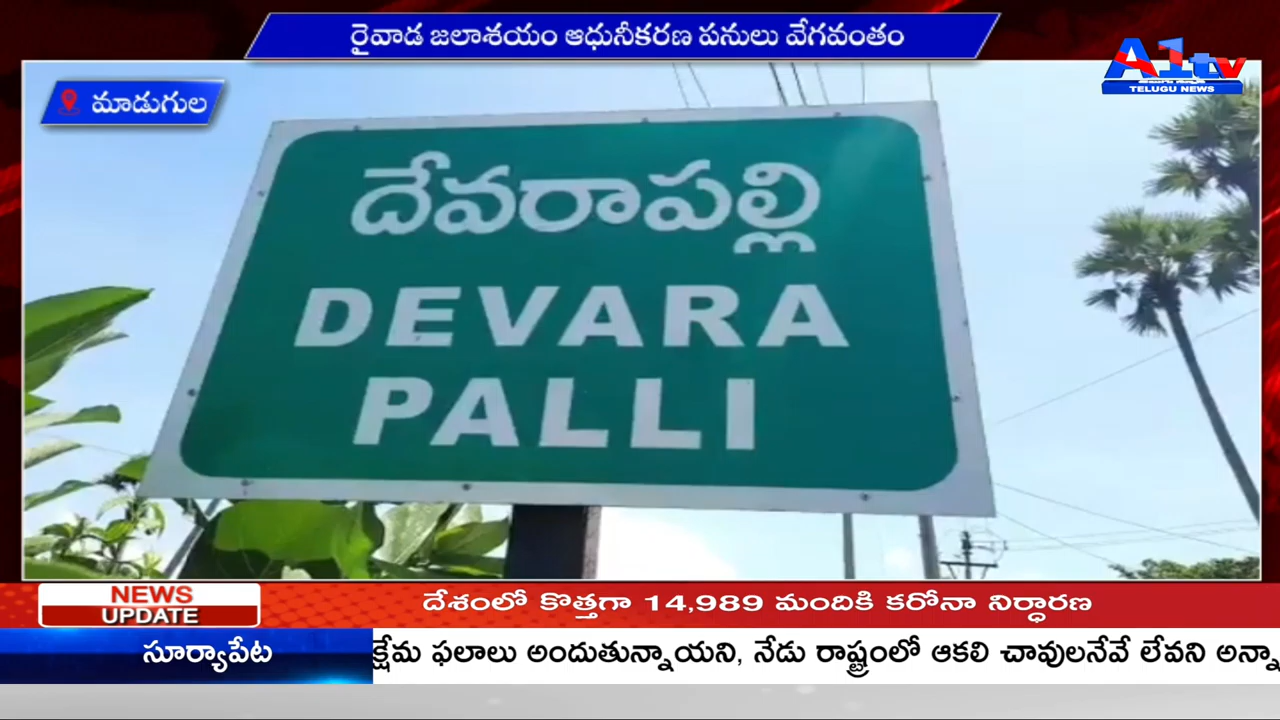 రైవాడ జలాశయం ఆధునీకరణ పనులు వేగవంతం
మాడుగుల
A1tv
TELUGU NEWS
దేవరాపల్లి
DEVARA
PALLI
NEWS
UPDATE
దేశంలో కొత్తగా 14,989 మందికి కరోనా నిర్ధారణ
సూర్యాపేట
క్షేమ ఫలాలు అందుతున్నాయని, నేడు రాష్ట్రంలో ఆకలి చావులనేవే లేవని అన్నా